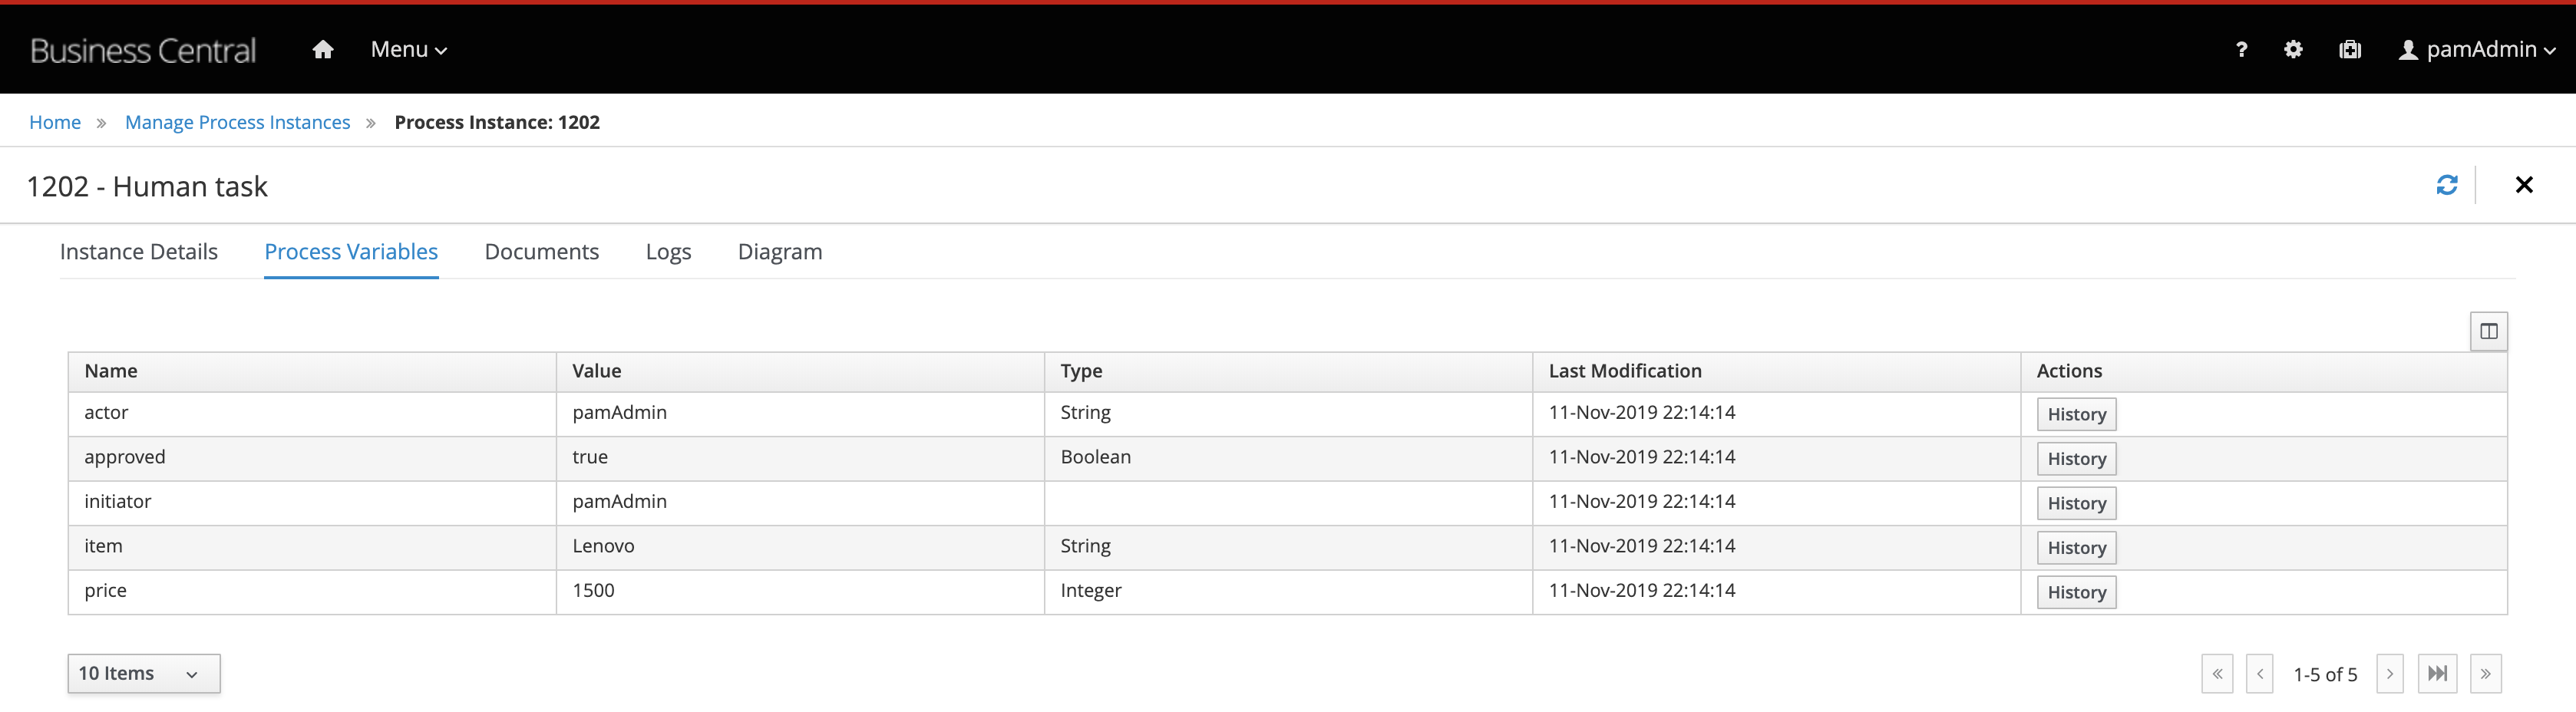 Business Central Menu ? pamAdmin
Home » Manage Process Instances » Process Instance: 1202
1202 - Human task
Instance Details Process Variables Documents Logs Diagram
Name Value Type Last Modification Actions
actor pamAdmin String 11-Nov-2019 22:14:14 History
approved true Boolean 11-Nov-2019 22:14:14 History
initiator pamAdmin 11-Nov-2019 22:14:14 History
item Lenovo String 11-Nov-2019 22:14:14 History
price 1500 Integer 11-Nov-2019 22:14:14 History
10 Items « < 1-5 of 5 > »